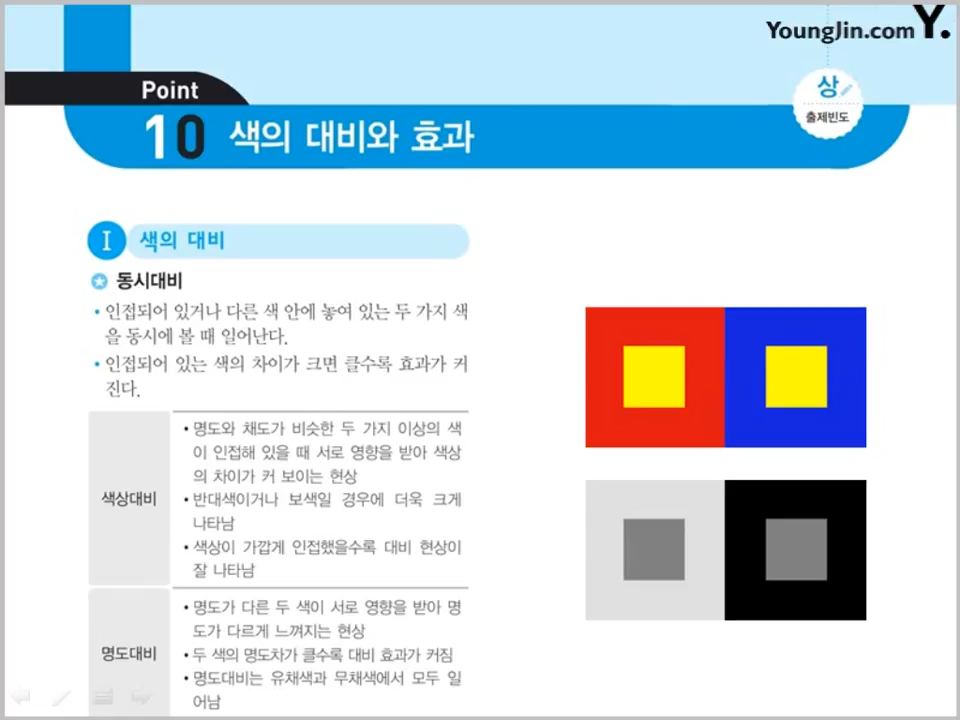 YoungJin.com Y.
Point
10 색의 대비와 효과
상
출제빈도
I 색의 대비
동시대비
• 인접되어 있거나 다른 색 안에 놓여 있는 두 가지 색
을 동시에 볼 때 일어난다.
• 인접되어 있는 색의 차이가 크면 클수록 효과가 커
진다.
색상대비
• 명도와 채도가 비슷한 두 가지 이상의 색
이 인접해 있을 때 서로 영향을 받아 색상
의 차이가 커 보이는 현상
• 반대색이거나 보색일 경우에 더욱 크게
나타남
• 색상이 가깝게 인접했을수록 대비 현상이
잘 나타남
명도대비
• 명도가 다른 두 색이 서로 영향을 받아 명
도가 다르게 느껴지는 현상
• 두 색의 명도차가 클수록 대비 효과가 커짐
• 명도대비는 유채색과 무채색에서 모두 일
어남